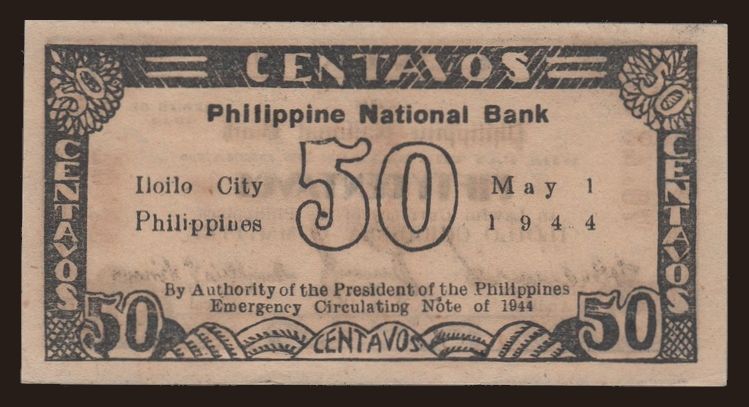 50 CENTAVOS 50
CENTAVOS
CENTAVOS
Philippine National Bank
Iloilo City 50 May 1
Philippines 1944
By Authority of the President of the Philippines
Emergency Circulating Note of 1944
50 CENTAVOS 50